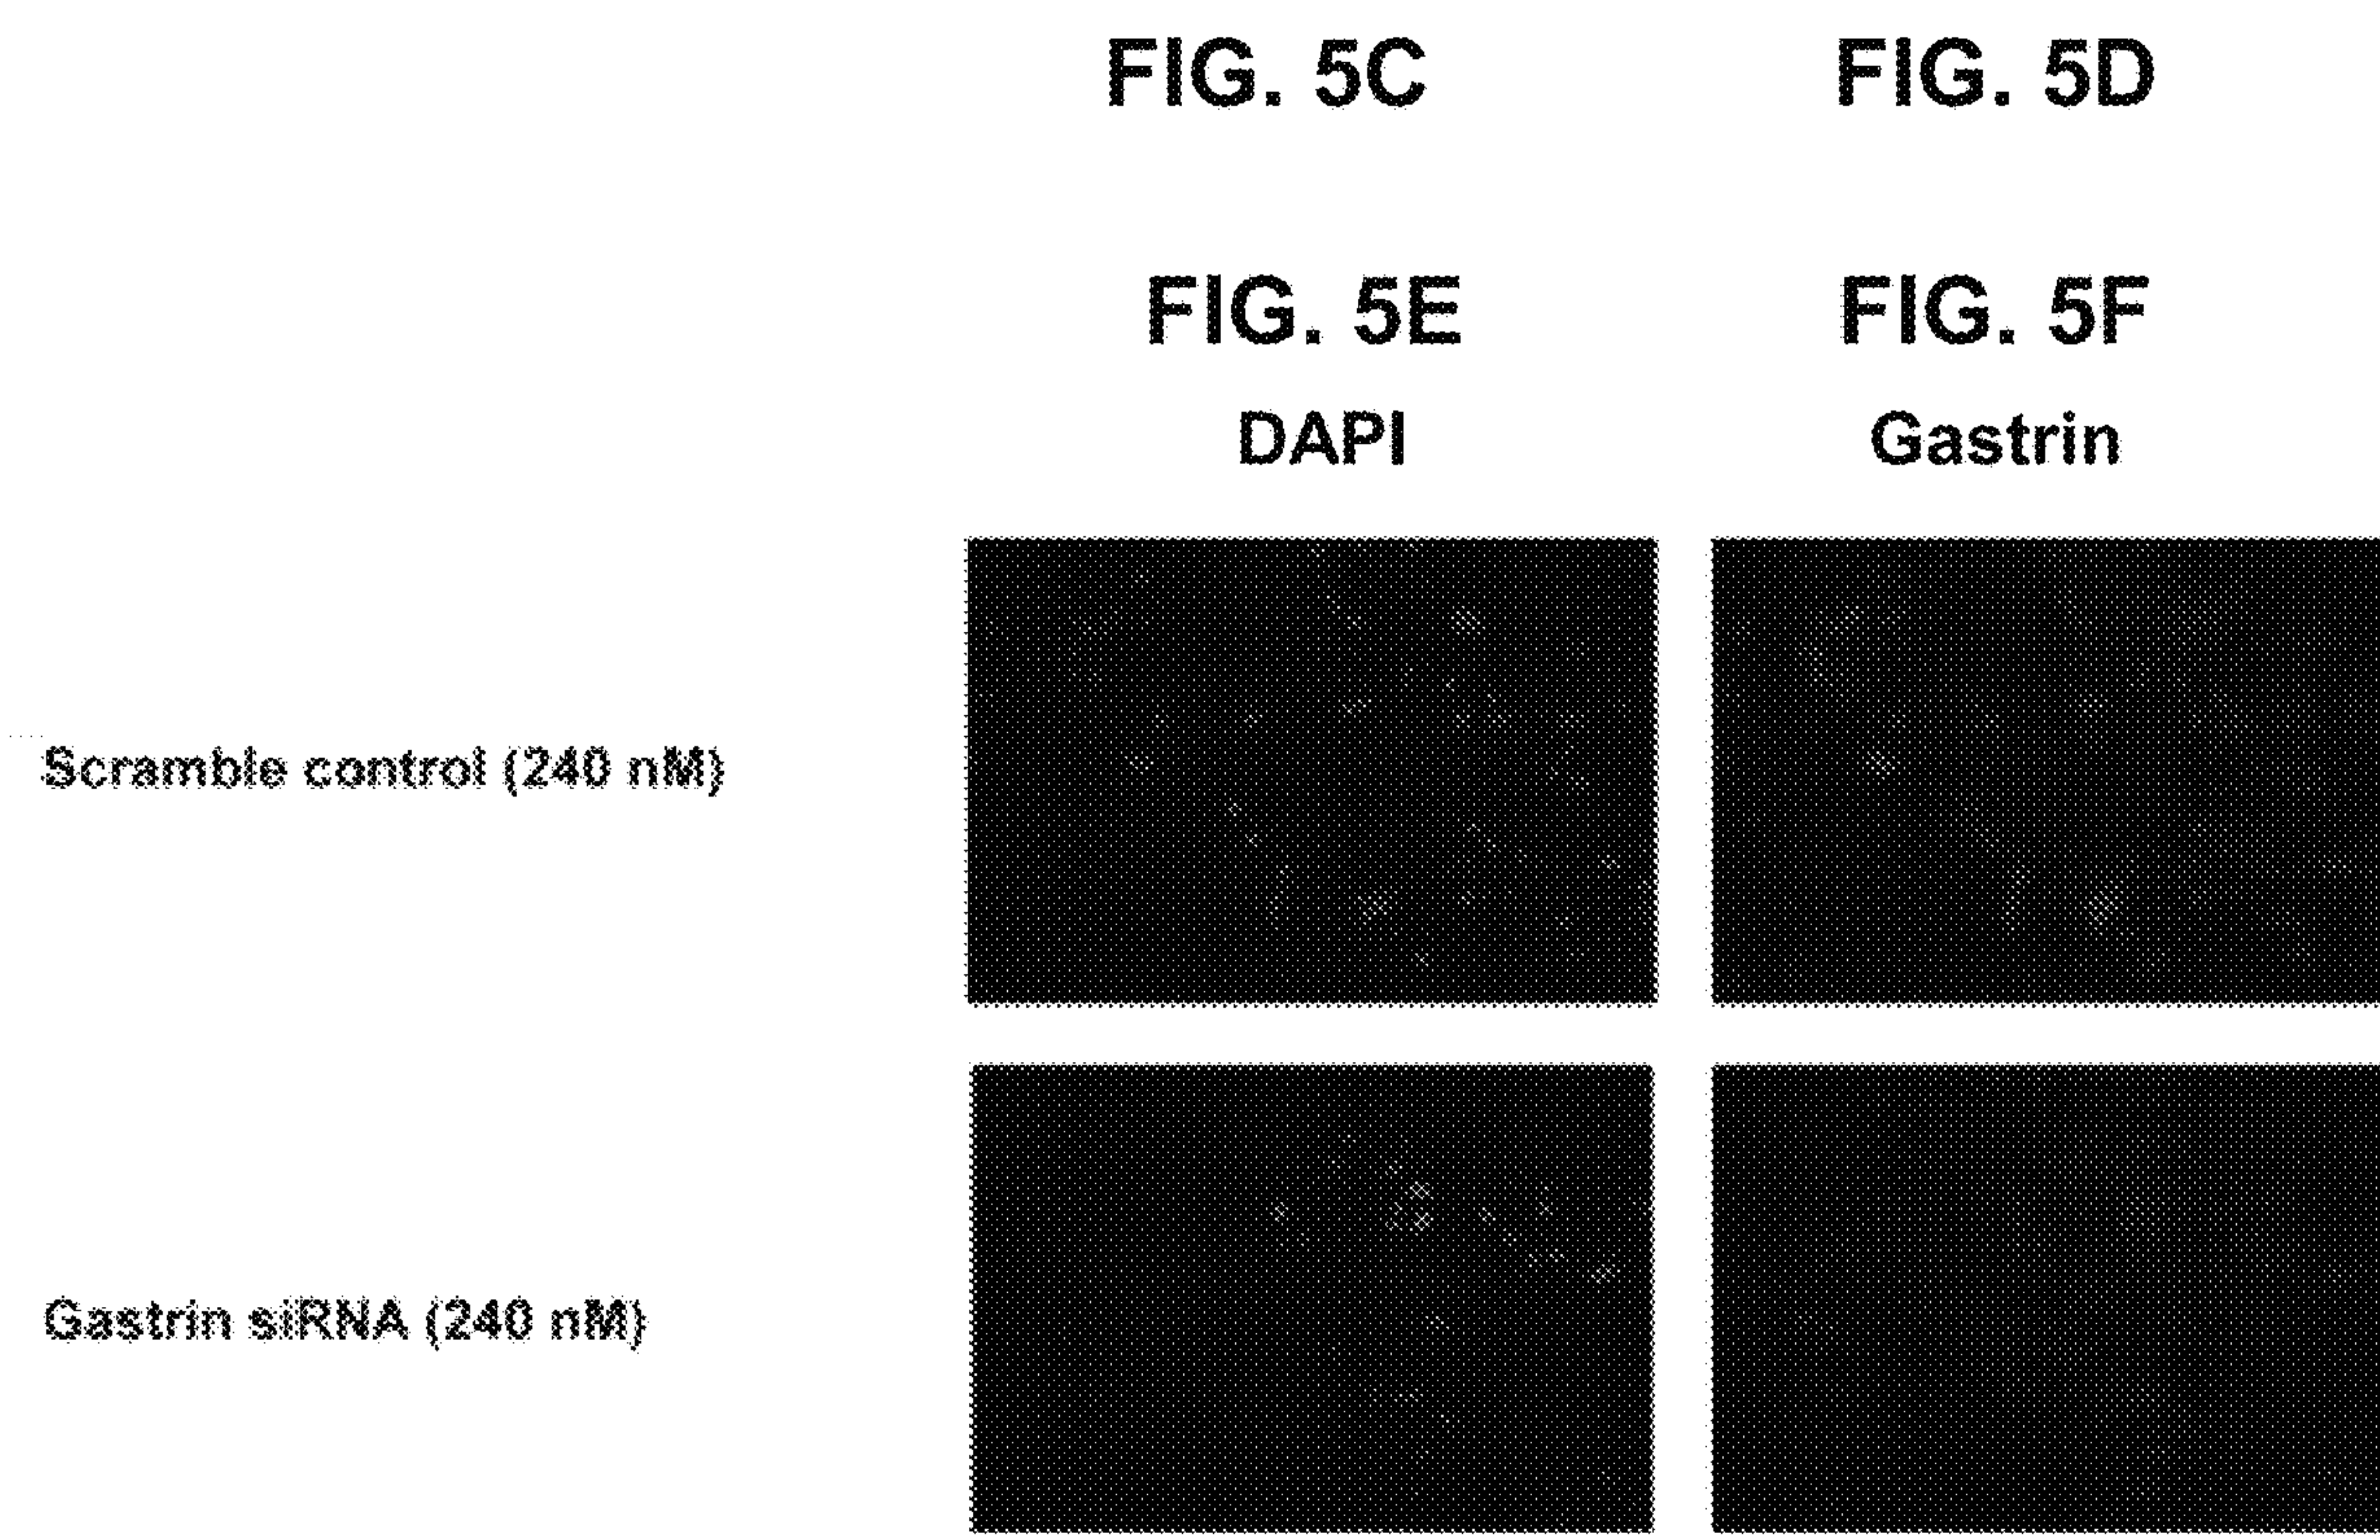 FIG. 5C FIG. 5D
FIG. 5E FIG. 5F
DAPI Gastrin
Scramble control (240 nM)
Gastrin siRNA (240 nM)